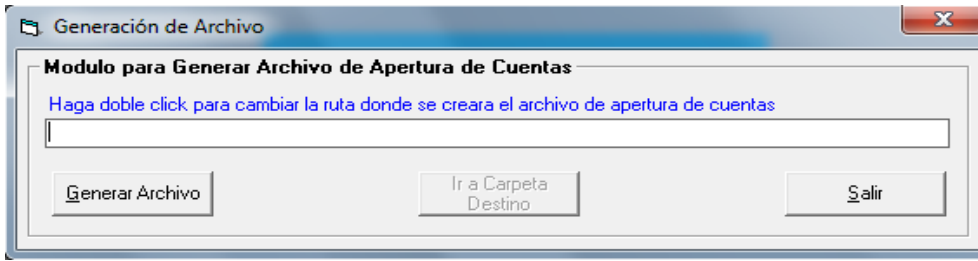 Generación de Archivo
Modulo para Generar Archivo de Apertura de Cuentas
Haga doble click para cambiar la ruta donde se creara el archivo de apertura de cuentas
Generar Archivo
Ir a Carpeta
Destino
Salir